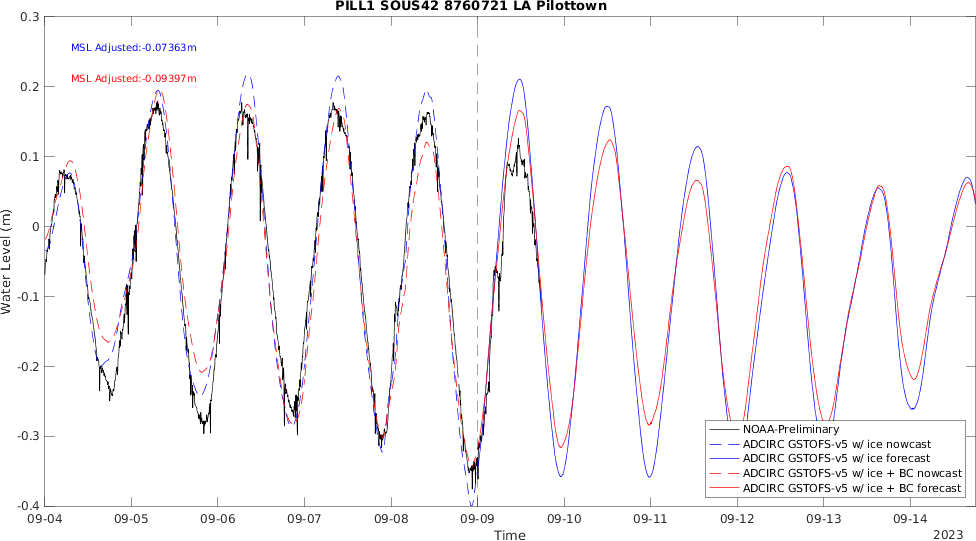 PILL1 SOUS42 8760721 LA Pilottown
MSL Adjusted:-0.07363m
MSL Adjusted:-0.09397m
Water Level (m)
0.3
0.2
0.1
0
-0.1
-0.2
-0.3
-0.4
NOAA-Preliminary
ADCIRC GSTOFS-v5 w/ ice nowcast
ADCIRC GSTOFS-v5 w/ ice forecast
ADCIRC GSTOFS-v5 w/ ice + BC nowcast
ADCIRC GSTOFS-v5 w/ ice + BC forecast
09-04 09-05 09-06 09-07 09-08 09-09 09-10 09-11 09-12 09-13 09-14
Time
2023